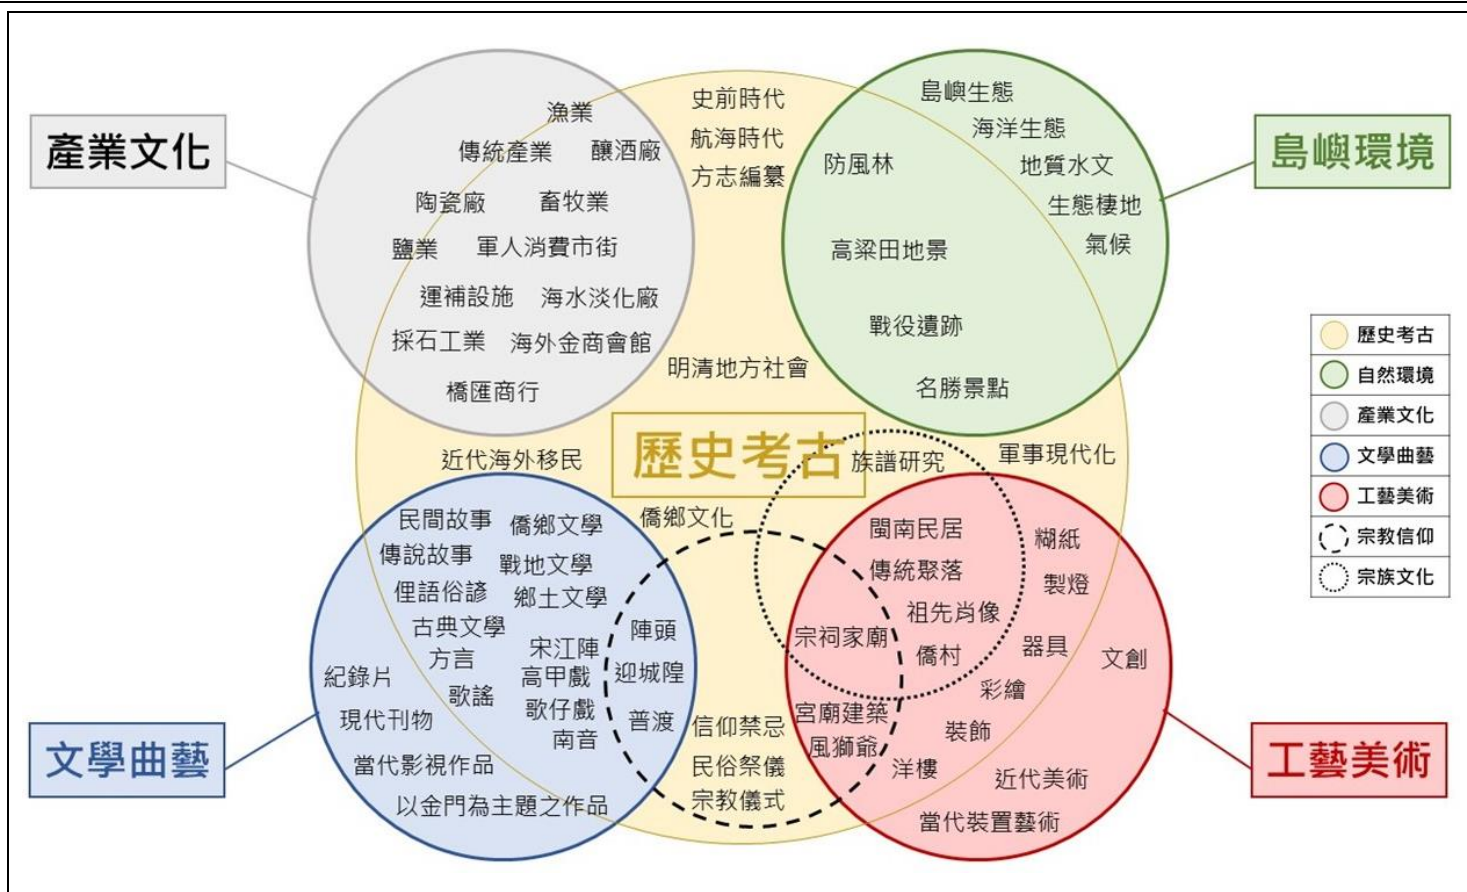 產業文化
漁業
傳統產業
釀酒廠
陶瓷廠
畜牧業
鹽業
軍人消費市街
運補設施
海水淡化廠
採石工業
海外金商會館
橋匯商行
史前時代
航海時代
方志編纂
明清地方社會
歷史考古
近代海外移民
僑鄉文化
族譜研究
軍事現代化
島嶼環境
島嶼生態
海洋生態
防風林
地質水文
生態棲地
氣候
高粱田地景
戰役遺跡
名勝景點
文學曲藝
民間故事
僑鄉文學
傳說故事
戰地文學
俚語俗諺
鄉土文學
古典文學
方言
宋江陣
高甲戲
紀錄片
歌謠
歌仔戲
現代刊物
南音
當代影視作品
以金門為主題之作品
陣頭
迎城隍
普渡
信仰禁忌
民俗祭儀
宗教儀式
工藝美術
閩南民居
糊紙
傳統聚落
製燈
祖先肖像
宗祠家廟
僑村
器具
文創
彩繪
宮廟建築
風獅爺
裝飾
洋樓
近代美術
當代裝置藝術
歷史考古
自然環境
產業文化
文學曲藝
工藝美術
宗教信仰
宗族文化